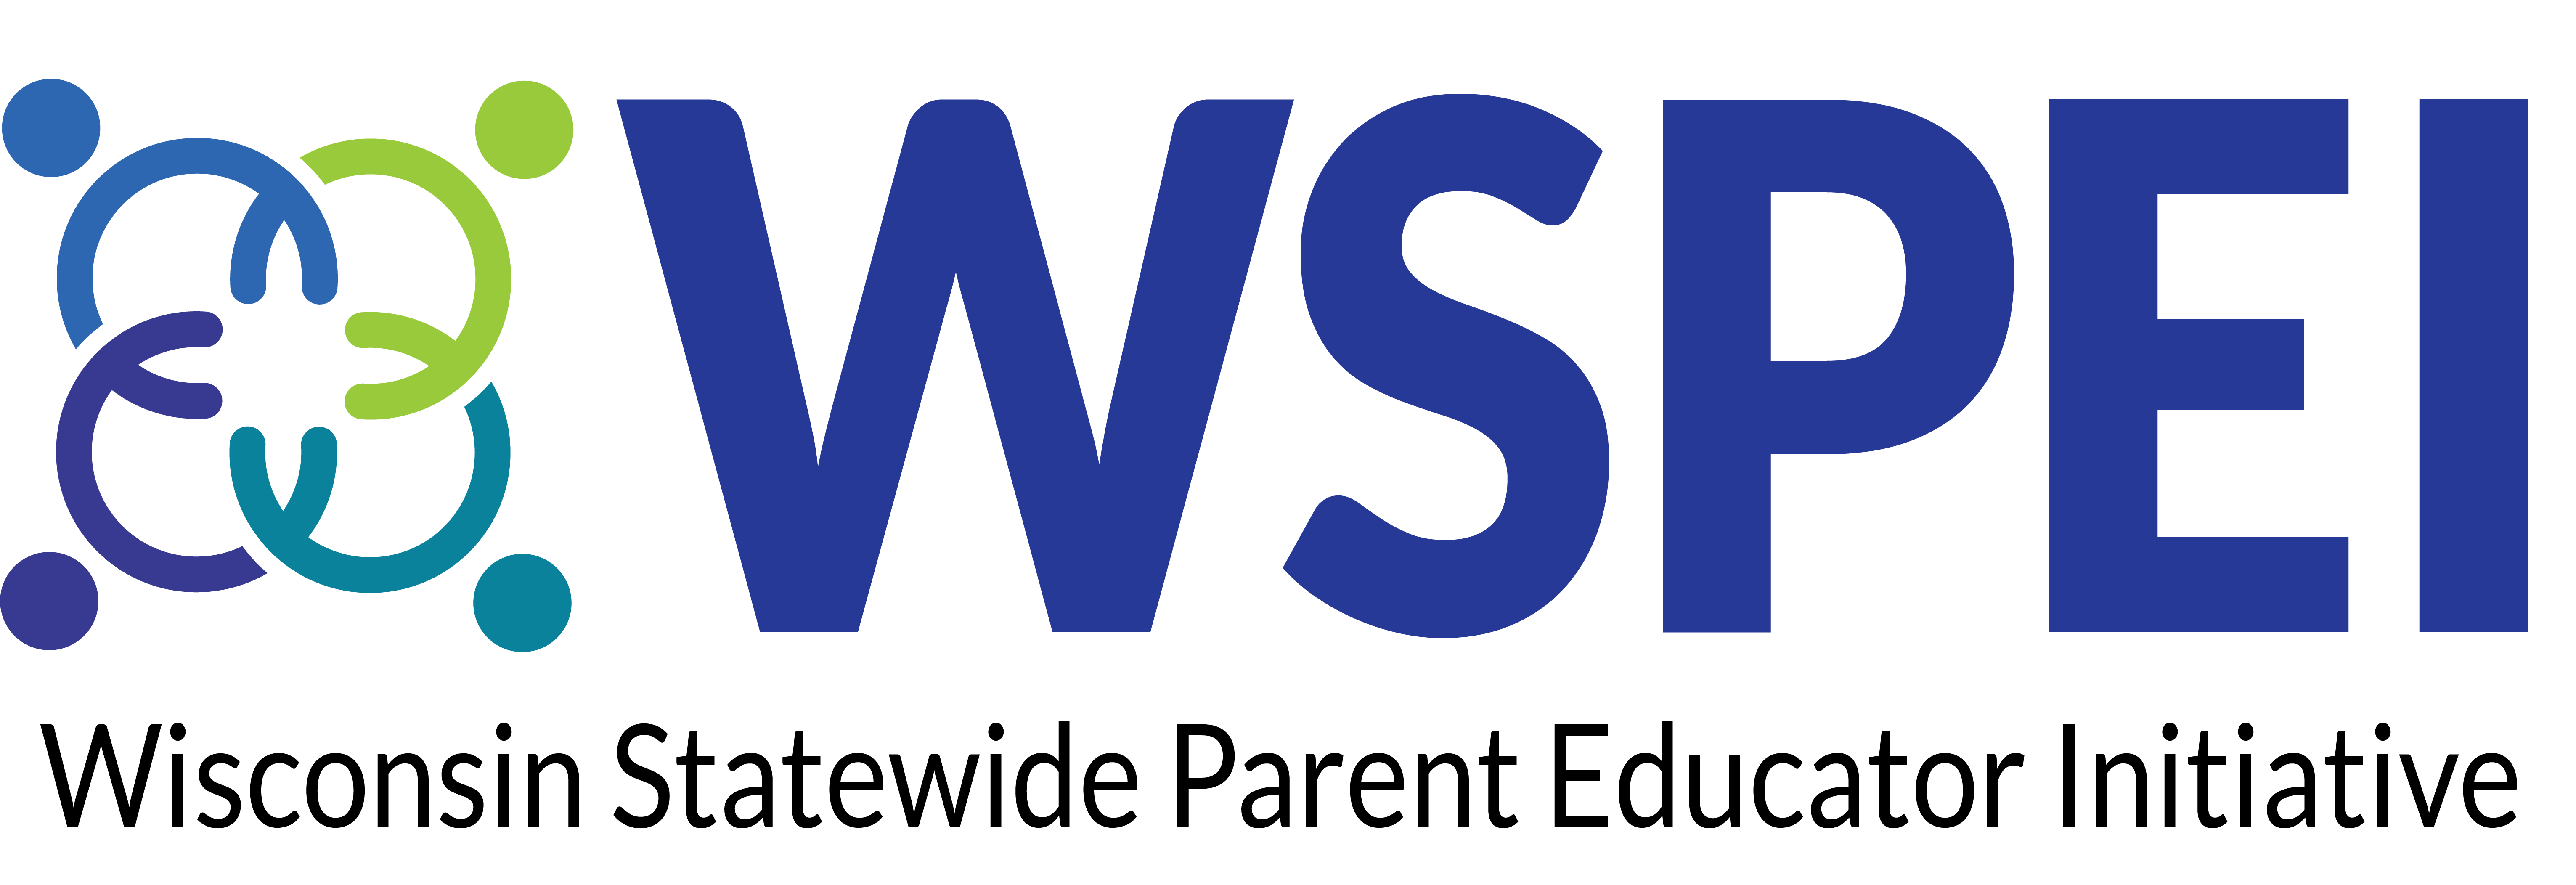 WSPEI
Wisconsin Statewide Parent Educator Initiative